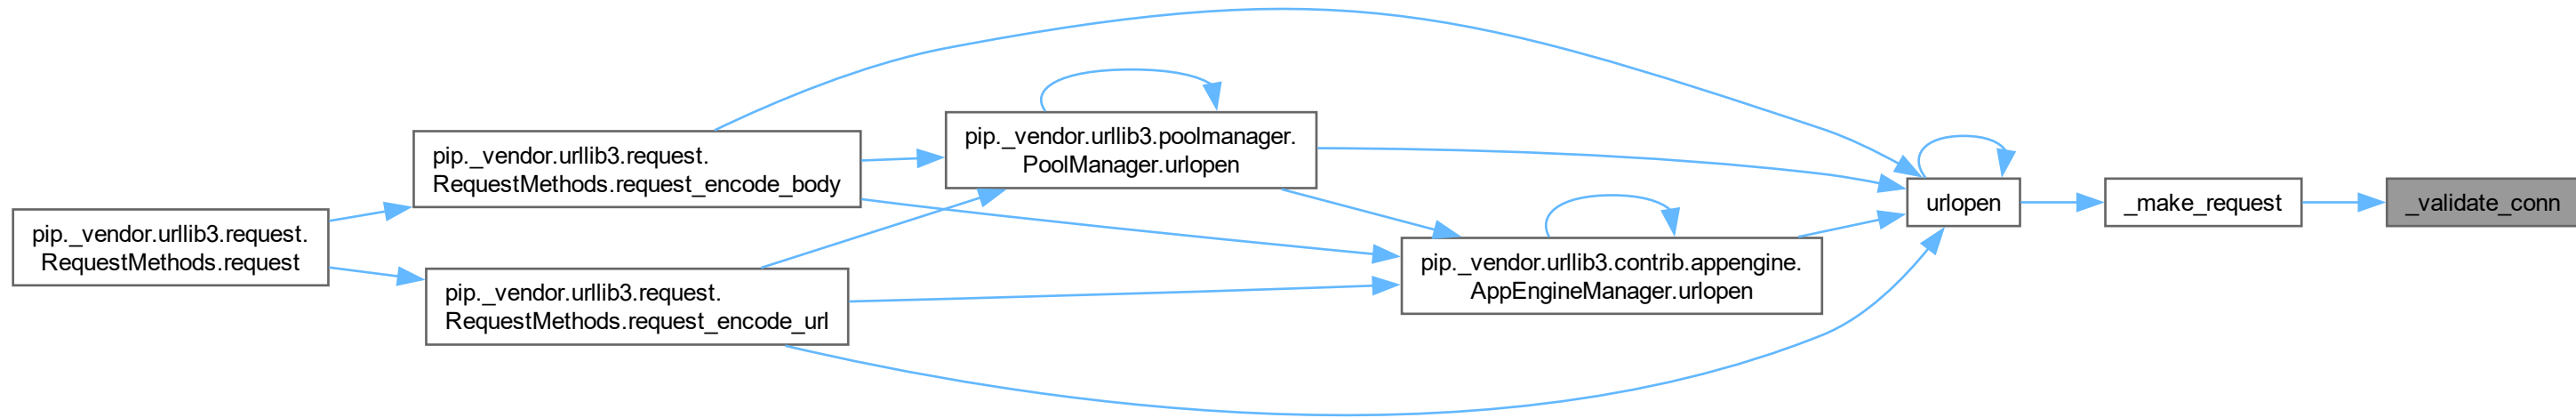 pip._vendor.urllib3.request.
RequestMethods.request
pip._vendor.urllib3.request.
RequestMethods.request_encode_body
pip._vendor.urllib3.request.
RequestMethods.request_encode_url
pip._vendor.urllib3.poolmanager.
PoolManager.urlopen
pip._vendor.urllib3.contrib.appengine.
AppEngineManager.urlopen
urlopen
_make_request
_validate_conn